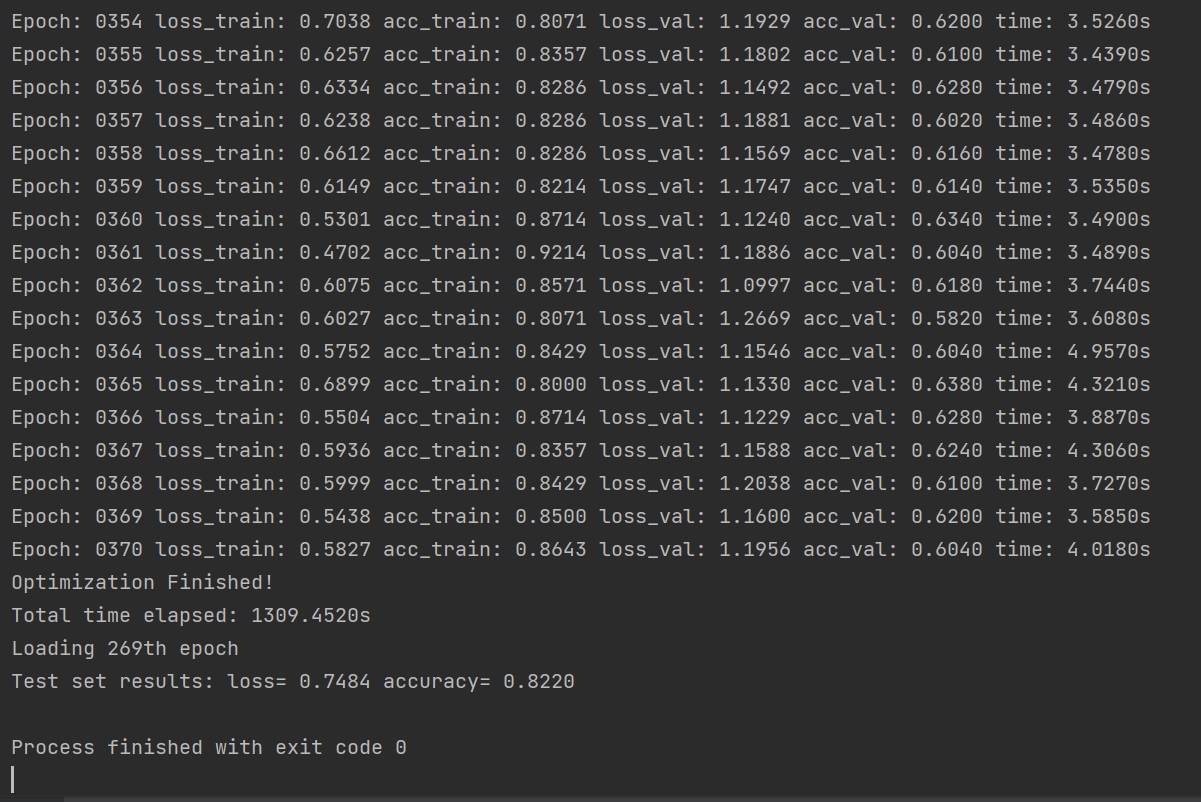 Epoch: 0354 loss_train: 0.7038 acc_train: 0.8071 loss_val: 1.1929 acc_val: 0.6200 time: 3.5260s
Epoch: 0355 loss_train: 0.6257 acc_train: 0.8357 loss_val: 1.1802 acc_val: 0.6100 time: 3.4390s
Epoch: 0356 loss_train: 0.6334 acc_train: 0.8286 loss_val: 1.1492 acc_val: 0.6280 time: 3.4790s
Epoch: 0357 loss_train: 0.6238 acc_train: 0.8286 loss_val: 1.1881 acc_val: 0.6020 time: 3.4860s
Epoch: 0358 loss_train: 0.6612 acc_train: 0.8286 loss_val: 1.1569 acc_val: 0.6160 time: 3.4780s
Epoch: 0359 loss_train: 0.6149 acc_train: 0.8214 loss_val: 1.1747 acc_val: 0.6140 time: 3.5350s
Epoch: 0360 loss_train: 0.5301 acc_train: 0.8714 loss_val: 1.1240 acc_val: 0.6340 time: 3.4900s
Epoch: 0361 loss_train: 0.4702 acc_train: 0.9214 loss_val: 1.1886 acc_val: 0.6040 time: 3.4890s
Epoch: 0362 loss_train: 0.6075 acc_train: 0.8571 loss_val: 1.0997 acc_val: 0.6180 time: 3.7440s
Epoch: 0363 loss_train: 0.6027 acc_train: 0.8071 loss_val: 1.2669 acc_val: 0.5820 time: 3.6080s
Epoch: 0364 loss_train: 0.5752 acc_train: 0.8429 loss_val: 1.1546 acc_val: 0.6040 time: 4.9570s
Epoch: 0365 loss_train: 0.6899 acc_train: 0.8000 loss_val: 1.1330 acc_val: 0.6380 time: 4.3210s
Epoch: 0366 loss_train: 0.5504 acc_train: 0.8714 loss_val: 1.1229 acc_val: 0.6280 time: 3.8870s
Epoch: 0367 loss_train: 0.5936 acc_train: 0.8357 loss_val: 1.1588 acc_val: 0.6240 time: 4.3060s
Epoch: 0368 loss_train: 0.5999 acc_train: 0.8429 loss_val: 1.2038 acc_val: 0.6100 time: 3.7270s
Epoch: 0369 loss_train: 0.5438 acc_train: 0.8500 loss_val: 1.1600 acc_val: 0.6200 time: 3.5850s
Epoch: 0370 loss_train: 0.5827 acc_train: 0.8643 loss_val: 1.1956 acc_val: 0.6040 time: 4.0180s
Optimization Finished!
Total time elapsed: 1309.4520s
Loading 269th epoch
Test set results: loss= 0.7484 accuracy= 0.8220
Process finished with exit code 0